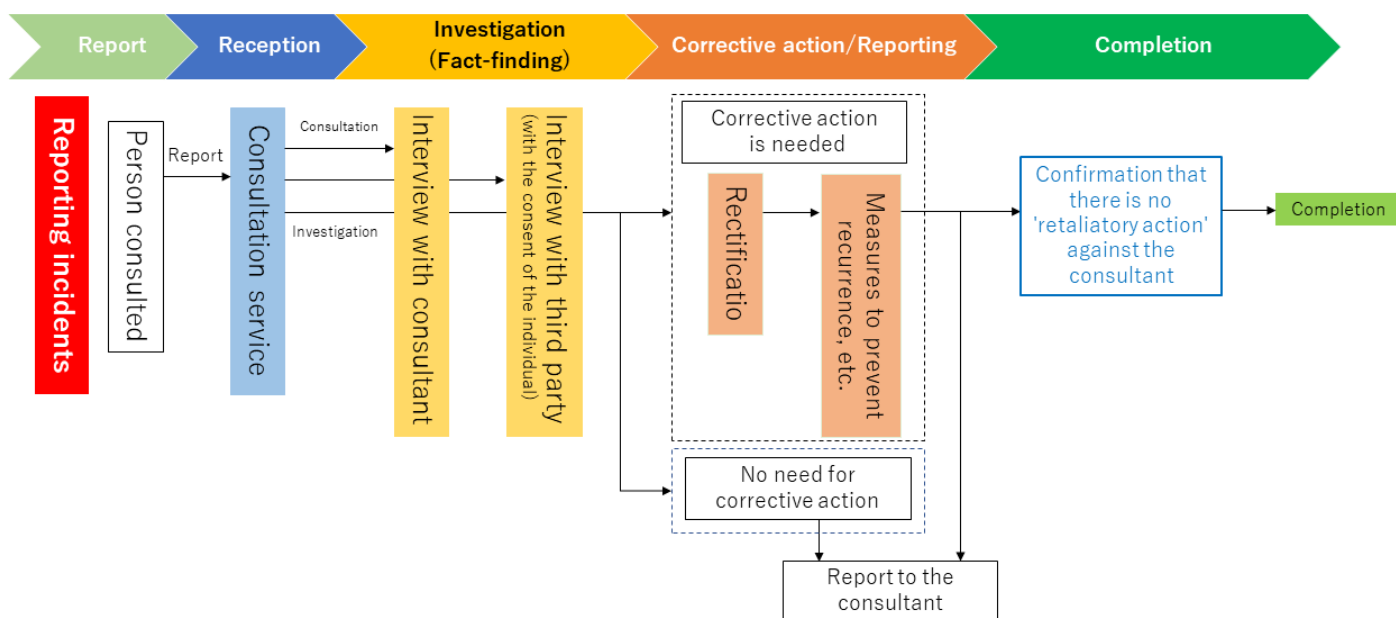 Report
Reception
Investigation
(Fact-finding)
Corrective action/Reporting
Completion
Reporting incidents
Person consulted
Report
Consultation service
Consultation
Investigation
Interview with consultant
Interview with third party
(with the consent of the individual)
Corrective action
is needed
Rectificatio
Measures to prevent
recurrence, etc.
No need for
corrective action
Report to the
consultant
Confirmation that
there is no
'retaliatory action'
against the
consultant
Completion